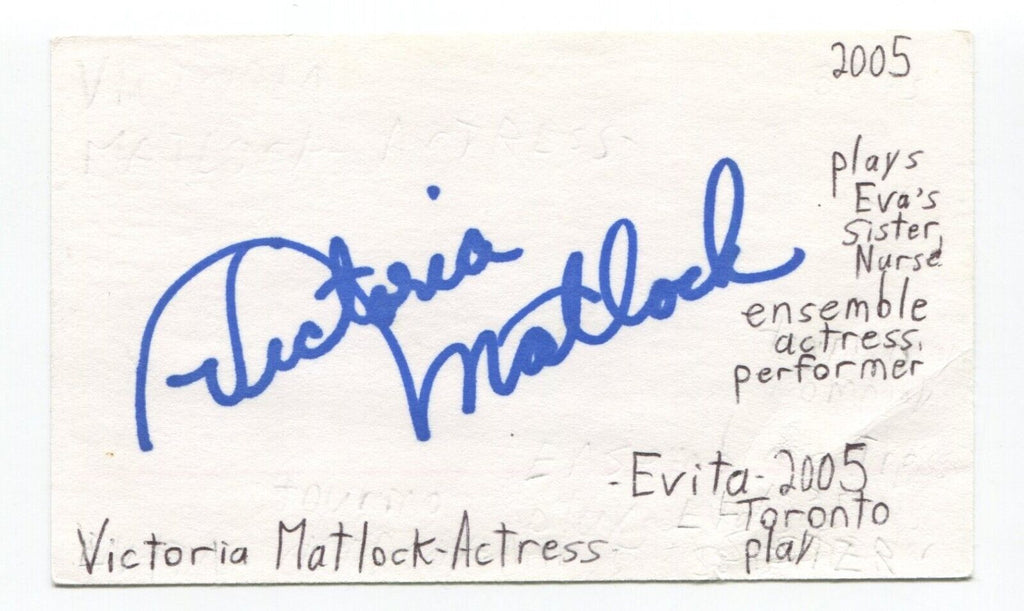 2005
plays
Eva's
Sister,
Nurse
ensemble
actress,
performer
Victoria
Matlock
-Evita-2005
Toronto
play
Victoria Matlock-Actress